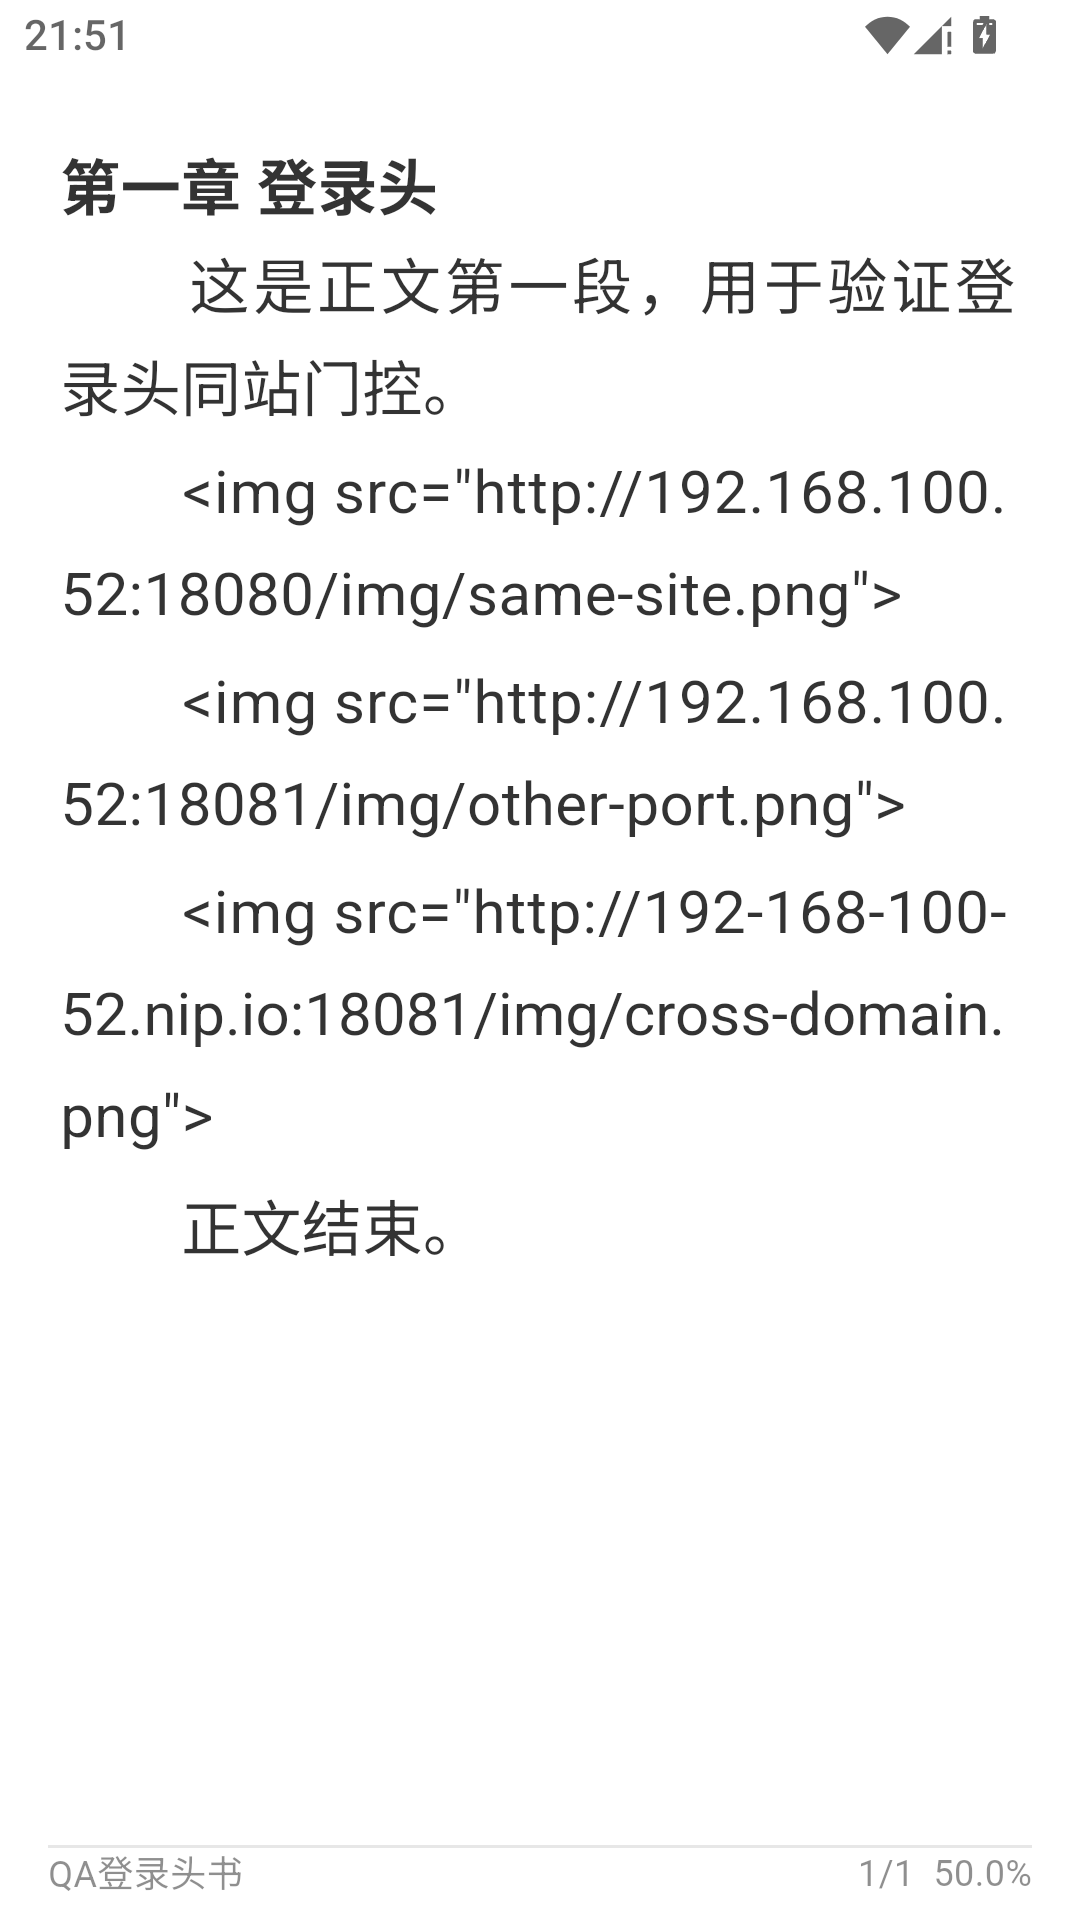 21:51
第一章 登录头
这是正文第一段，用于验证登
录头同站门控。
<img src="http://192.168.100.
52:18080/img/same-site.png">
<img src="http://192.168.100.
52:18081/img/other-port.png">
<img src="http://192-168-100-
52.nip.io:18081/img/cross-domain.
png">
正文结束。
QA登录头书 1/1 50.0%